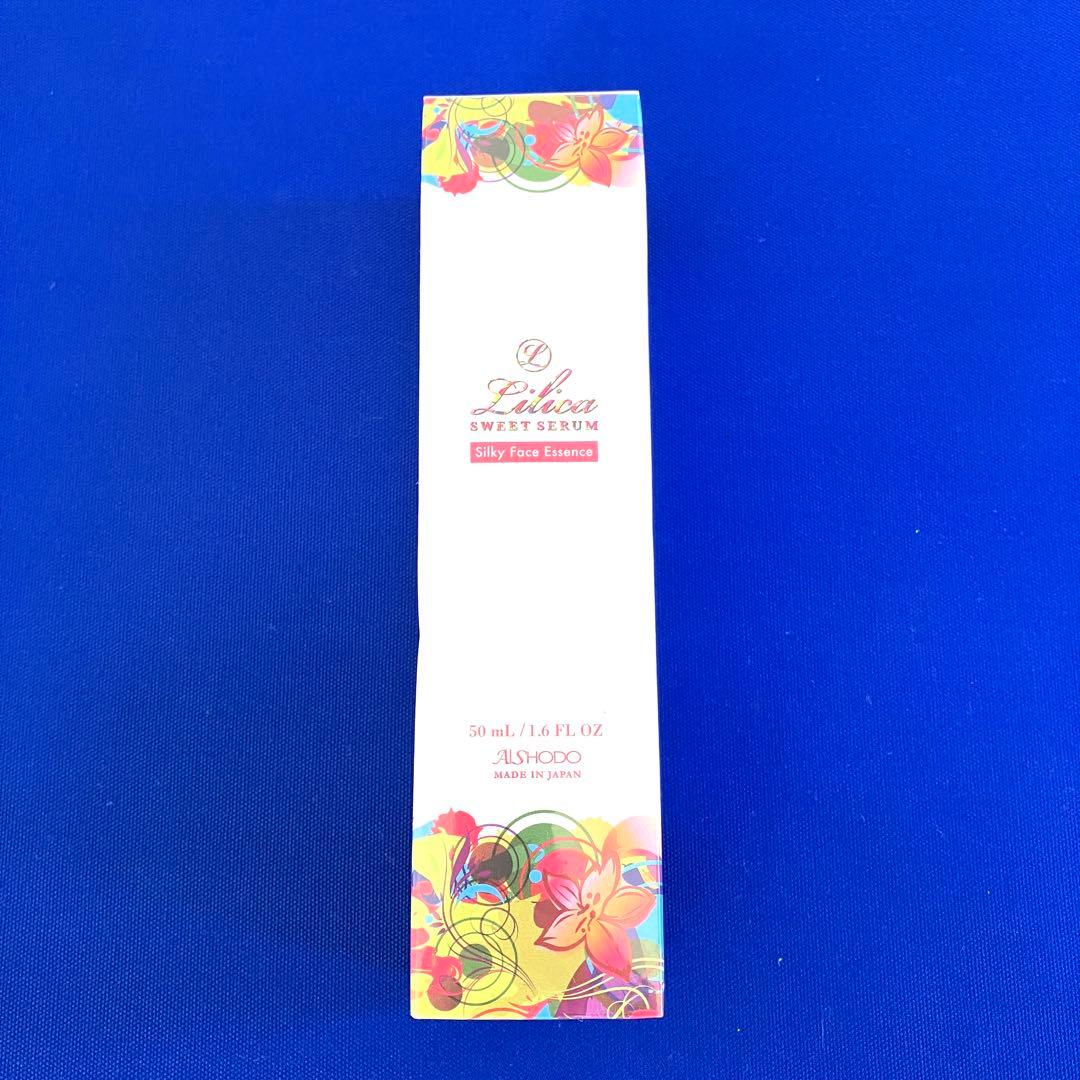 L
Lilica
SWEET SERUM
Silky Face Essence
50 mL / 1.6 FL OZ
AISHODO
MADE IN JAPAN